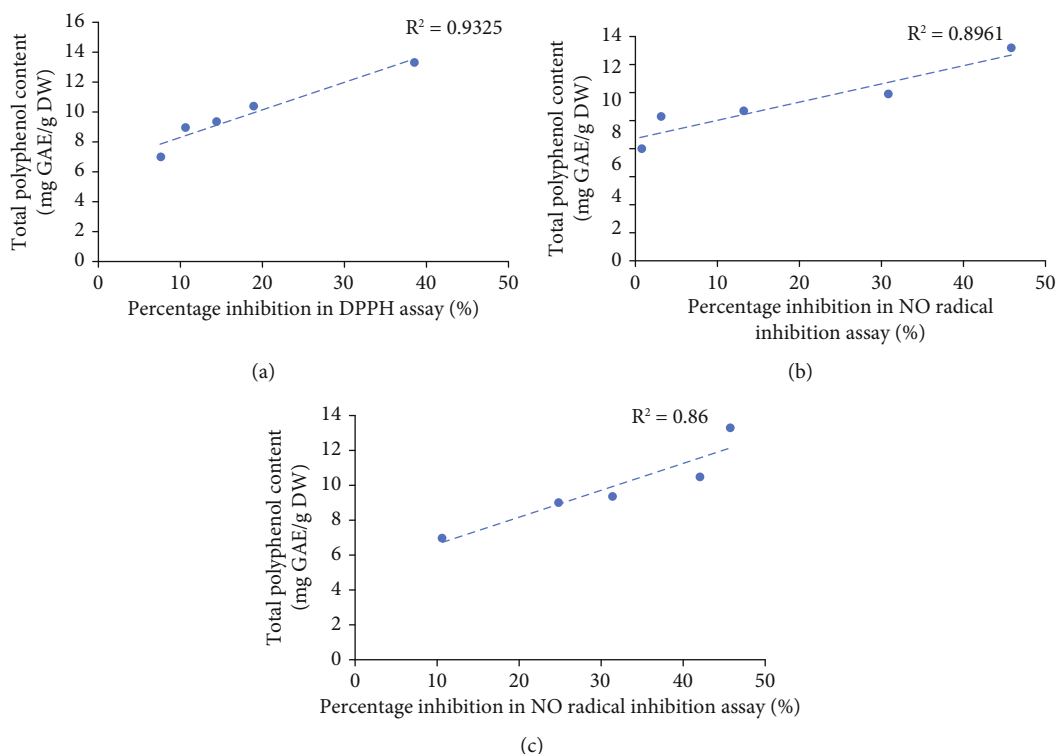 R² = 0.9325
Total polyphenol content
(mg GAE/g DW)
16
14
12
10
8
6
4
2
0
0 10 20 30 40 50
Percentage inhibition in DPPH assay (%)
(a)
R² = 0.8961
Total polyphenol content
(mg GAE/g DW)
14
12
10
8
6
4
2
0
0 10 20 30 40 50
Percentage inhibition in NO radical
inhibition assay (%)
(b)
R² = 0.86
Total polyphenol content
(mg GAE/g DW)
14
12
10
8
6
4
2
0
0 10 20 30 40 50
Percentage inhibition in NO radical inhibition assay (%)
(c)